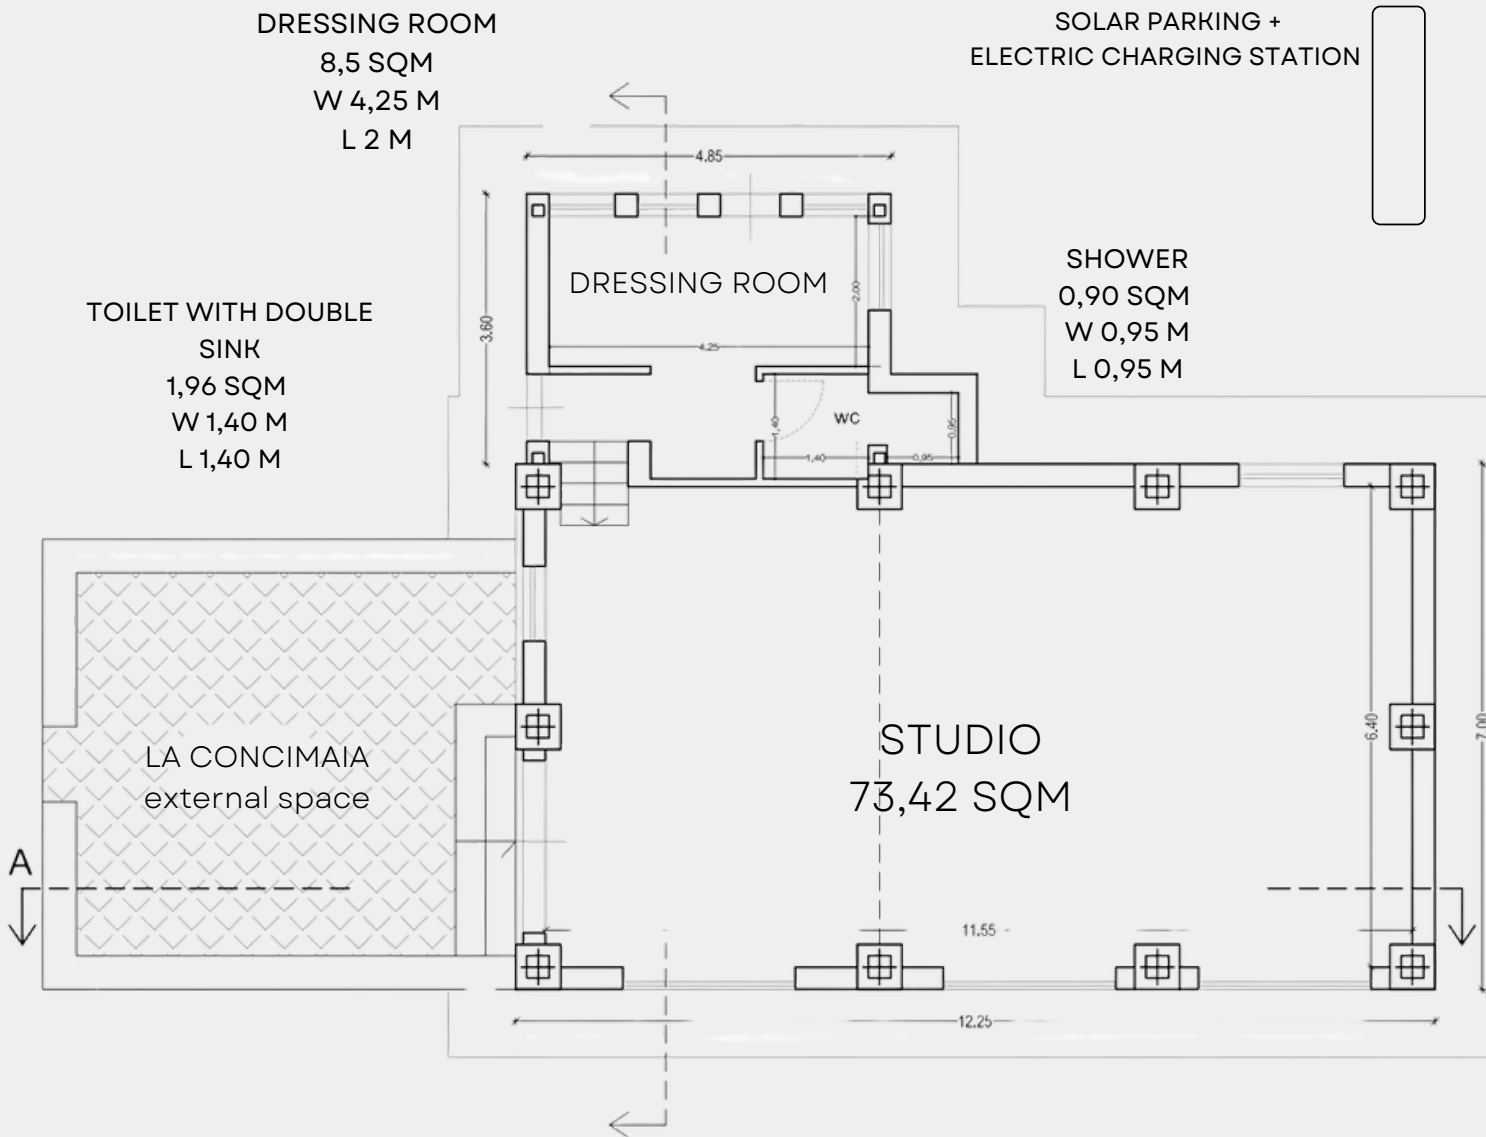 DRESSING ROOM
8,5 SQM
W 4,25 M
L 2 M
SOLAR PARKING +
ELECTRIC CHARGING STATION
4.85
3.60
DRESSING ROOM
2.00
4.25
TOILET WITH DOUBLE
SINK
1,96 SQM
W 1,40 M
L 1,40 M
SHOWER
0,90 SQM
W 0,95 M
L 0,95 M
WC
1.40
0.95
1.40
0.95
STUDIO
73,42 SQM
6.40
7.00
LA CONCIMAIA
external space
A
11.55
12.25